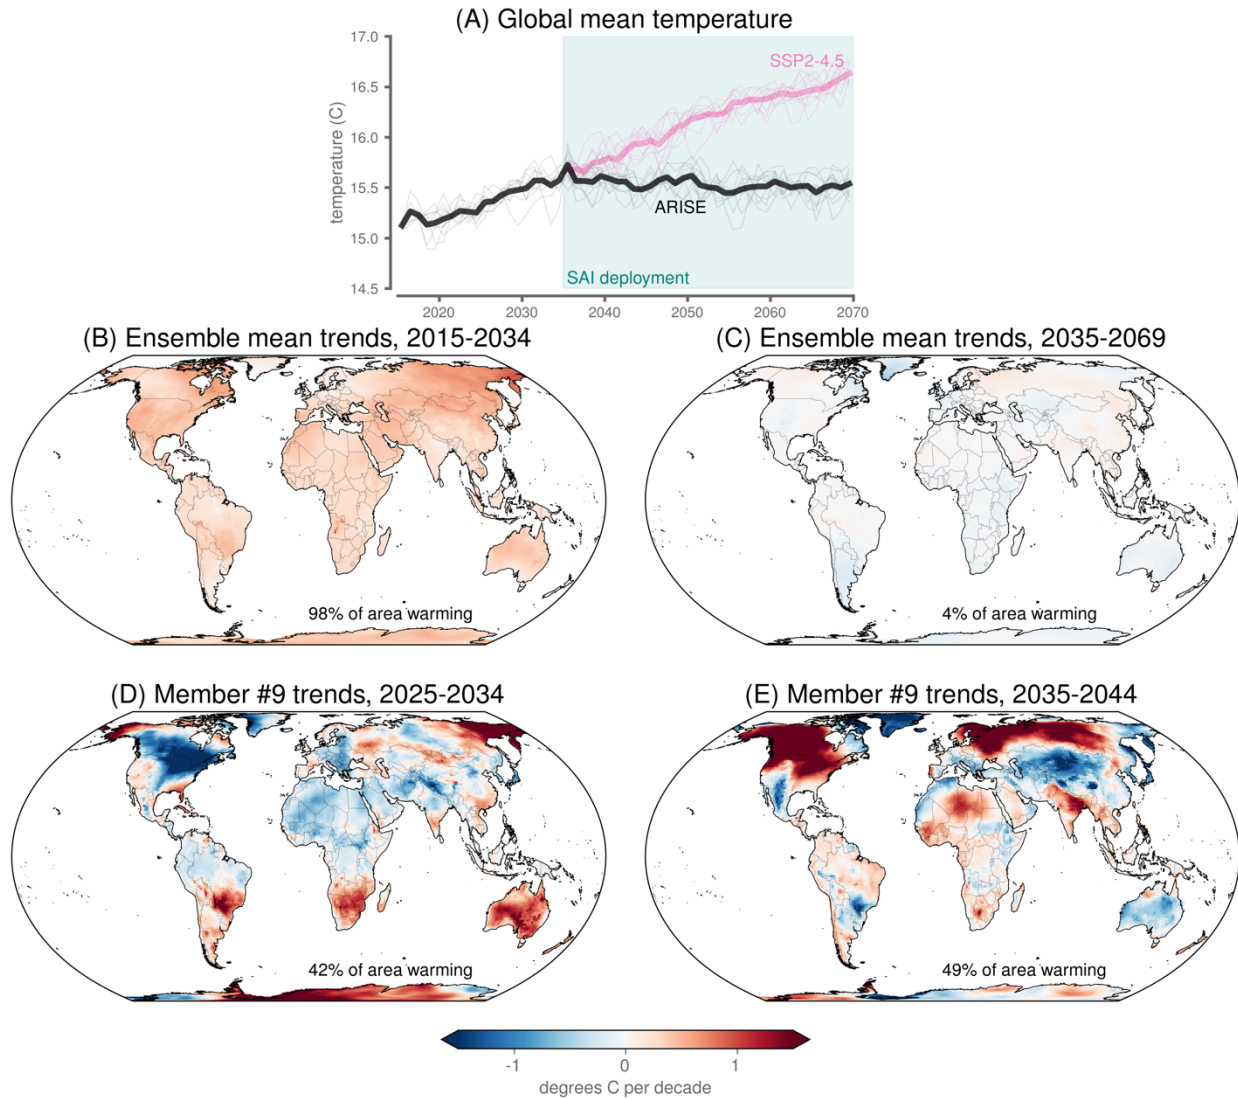 (A) Global mean temperature
17.0
16.5
16.0
15.5
15.0
14.5
temperature (C)
SSP2-4.5
ARISE
SAI deployment
2020
2030
2040
2050
2060
2070
(B) Ensemble mean trends, 2015-2034
98% of area warming
(C) Ensemble mean trends, 2035-2069
4% of area warming
(D) Member #9 trends, 2025-2034
42% of area warming
(E) Member #9 trends, 2035-2044
49% of area warming
-1
0
1
degrees C per decade